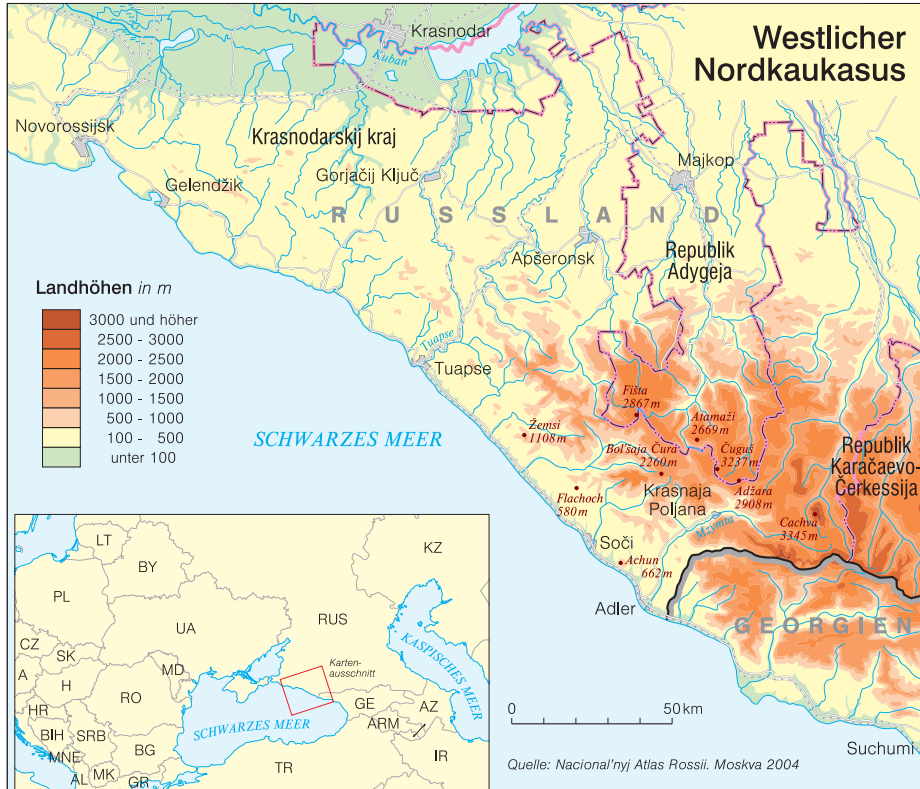 Westlicher
Nordkaukasus
Krasnodar
Kuban'
Novorossijsk
Krasnodarskij kraj
Gorjačij Ključ
Majkop
Gelendžik
RUSSLAND
Apšeronsk
Republik
Adygeja
Landhöhen in m
3000 und höher
2500 - 3000
2000 - 2500
1500 - 2000
1000 - 1500
500 - 1000
100 - 500
unter 100
Tuapse
Tuapse
SCHWARZES MEER
Fišta
2867 m
Žemsi
1108 m
Atamaži
2669 m
Bol'šaja Čura
2260 m
Čuguš
3237 m
Adžara
2908 m
Flachoch
580 m
Krasnaja
Poljana
Mzymta
Cachva
3345 m
Republik
Karačaevo-
Čerkessija
Soči
Achun
662 m
Adler
GEORGIEN
Suchumi
0 50 km
Quelle: Nacional'nyj Atlas Rossii. Moskva 2004
LT
BY
KZ
PL
UA
RUS
CZ
SK
A
H
MD
RO
HR
BIH
SRB
MNE
BG
AL
MK
GR
TR
GE
ARM
AZ
IR
Karten-
ausschnitt
SCHWARZES MEER
KASPISCHES MEER